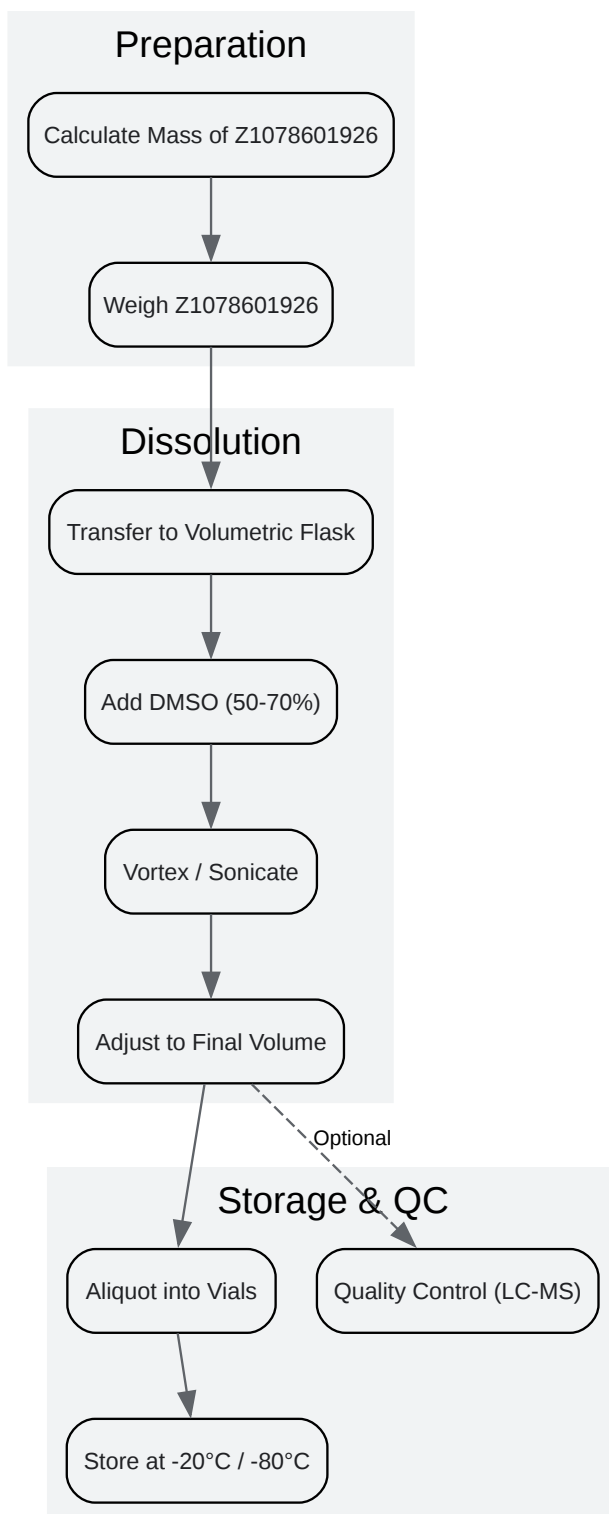 Preparation
Calculate Mass of Z1078601926
Weigh Z1078601926
Dissolution
Transfer to Volumetric Flask
Add DMSO (50-70%)
Vortex / Sonicate
Adjust to Final Volume
Optional
Storage & QC
Aliquot into Vials
Quality Control (LC-MS)
Store at -20°C / -80°C